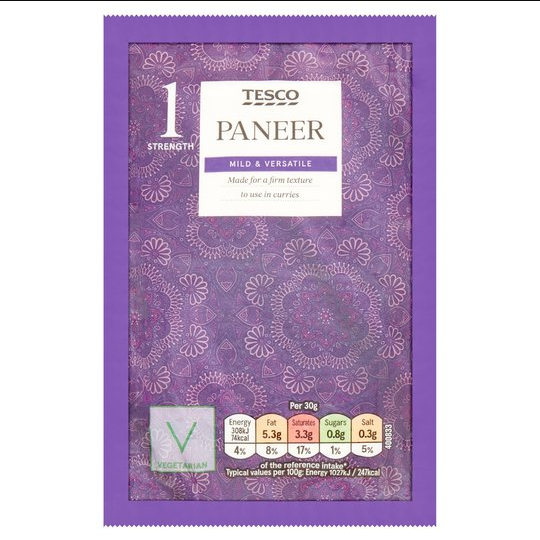 1
STRENGTH
TESCO
PANEER
MILD & VERSATILE
Made for a firm texture
to use in curries
V
VEGETARIAN
Per 30g
Energy 308kJ 74kcal 4%
Fat 5.3g 8%
Saturates 3.3g 17%
Sugars 0.8g 1%
Salt 0.3g 5%
of the reference intake*.
Typical values per 100g: Energy 1027kJ / 247kcal
400833